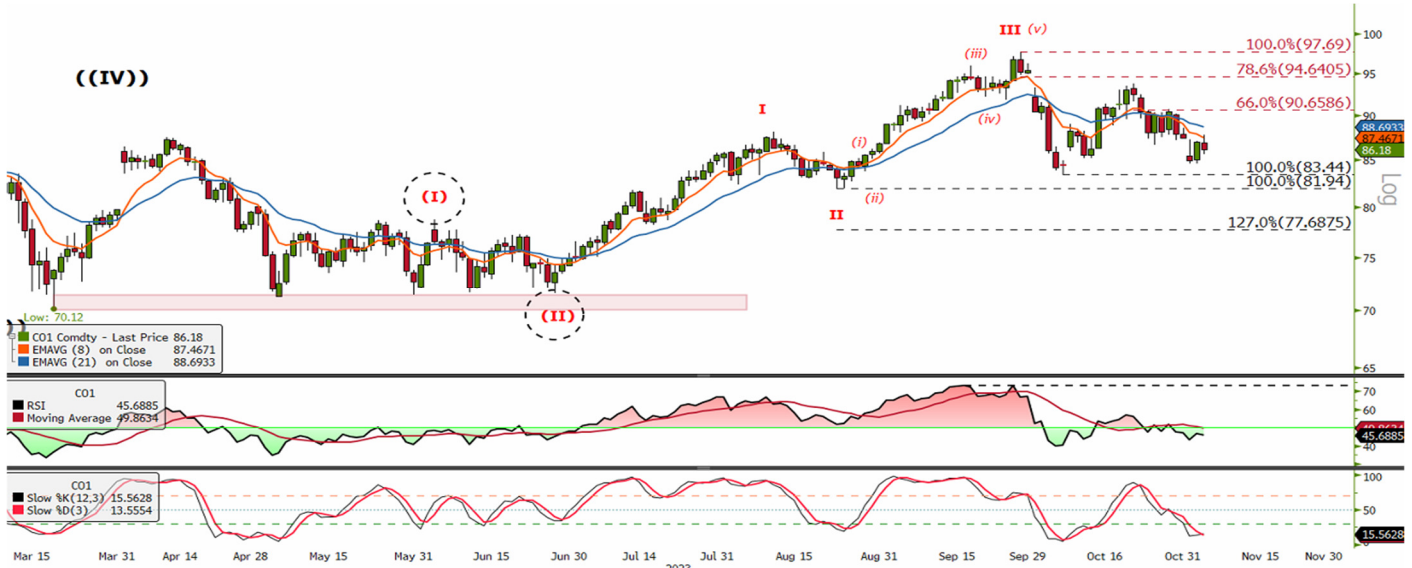 ((IV))
I
II
III (v)
(iii)
(iv)
(i)
(ii)
(I)
(II)
100.0%(97.69)
78.6%(94.6405)
66.0%(90.6586)
100.0%(83.44)
100.0%(81.94)
127.0%(77.6875)
100
95
90
88.6933
87.4671
86.18
85
80
75
70
65
Log
Low: 70.12
CO1 Comdty - Last Price 86.18
EMAVG (8) on Close 87.4671
EMAVG (21) on Close 88.6933
CO1
RSI 45.6885
Moving Average 49.8634
70
60
45.6885
40
CO1
Slow %K(12,3) 15.5628
Slow %D(3) 13.5554
100
50
15.5628
0
Mar 15 Mar 31 Apr 14 Apr 28 May 15 May 31 Jun 15 Jun 30 Jul 14 Jul 31 Aug 15 Aug 31 Sep 15 Sep 29 Oct 16 Oct 31 Nov 15 Nov 30